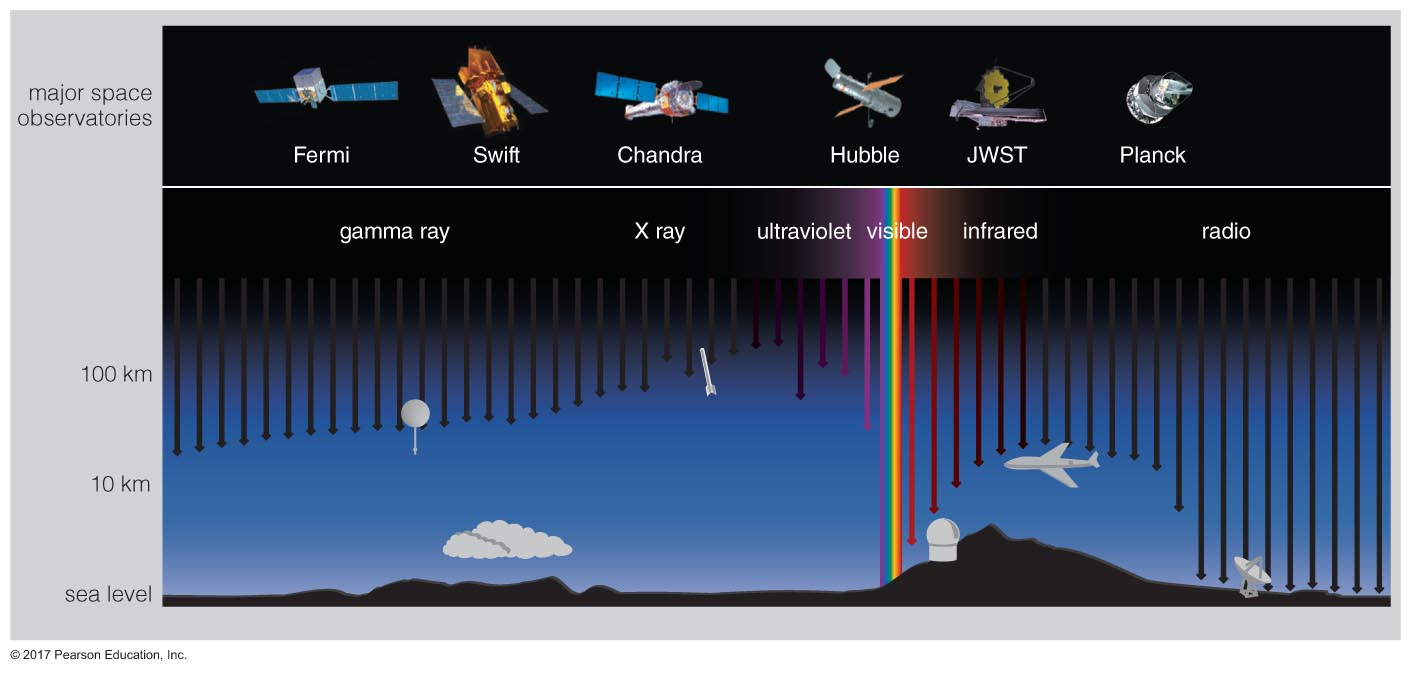 major space
observatories
Fermi
Swift
Chandra
Hubble
JWST
Planck
gamma ray
X ray
ultraviolet
visible
infrared
radio
100 km
10 km
sea level
© 2017 Pearson Education, Inc.